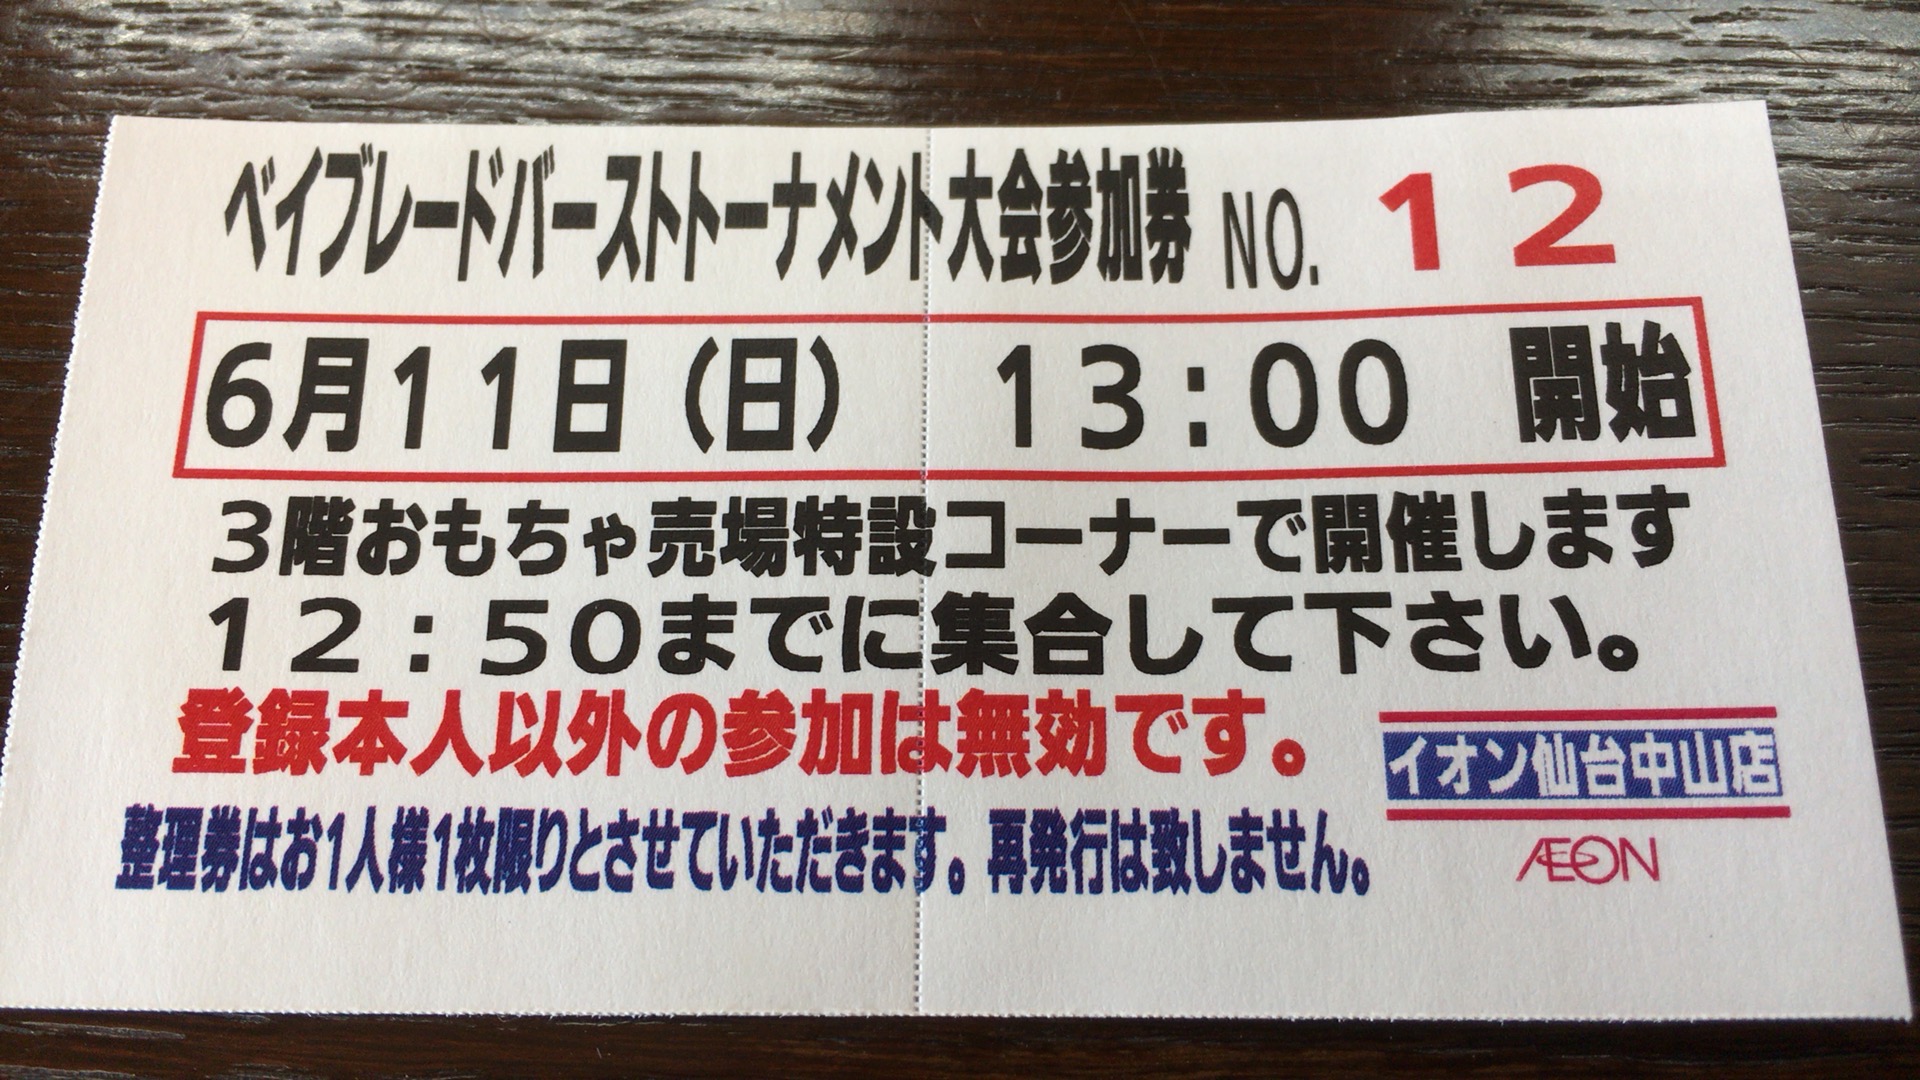 ベイブレードバーストトーナメント大会参加券 NO. 12
6月11日（日） 13:00 開始
3階おもちゃ売場特設コーナーで開催します
12:50までに集合して下さい。
登録本人以外の参加は無効です。
イオン仙台中山店
整理券はお1人様1枚限りとさせていただきます。再発行は致しません。
ÆON